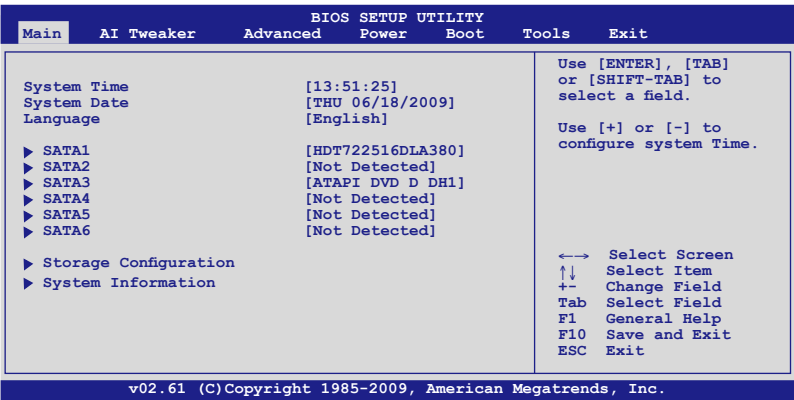 BIOS SETUP UTILITY
Main AI Tweaker Advanced Power Boot Tools Exit
System Time [13:51:25]
System Date [THU 06/18/2009]
Language [English]
SATA1 [HDT722516DLA380]
SATA2 [Not Detected]
SATA3 [ATAPI DVD D DH1]
SATA4 [Not Detected]
SATA5 [Not Detected]
SATA6 [Not Detected]
Storage Configuration
System Information
Use [ENTER], [TAB]
or [SHIFT-TAB] to
select a field.
Use [+] or [-] to
configure system Time.
←→ Select Screen
↑↓ Select Item
+- Change Field
Tab Select Field
F1 General Help
F10 Save and Exit
ESC Exit
v02.61 (C)Copyright 1985-2009, American Megatrends, Inc.